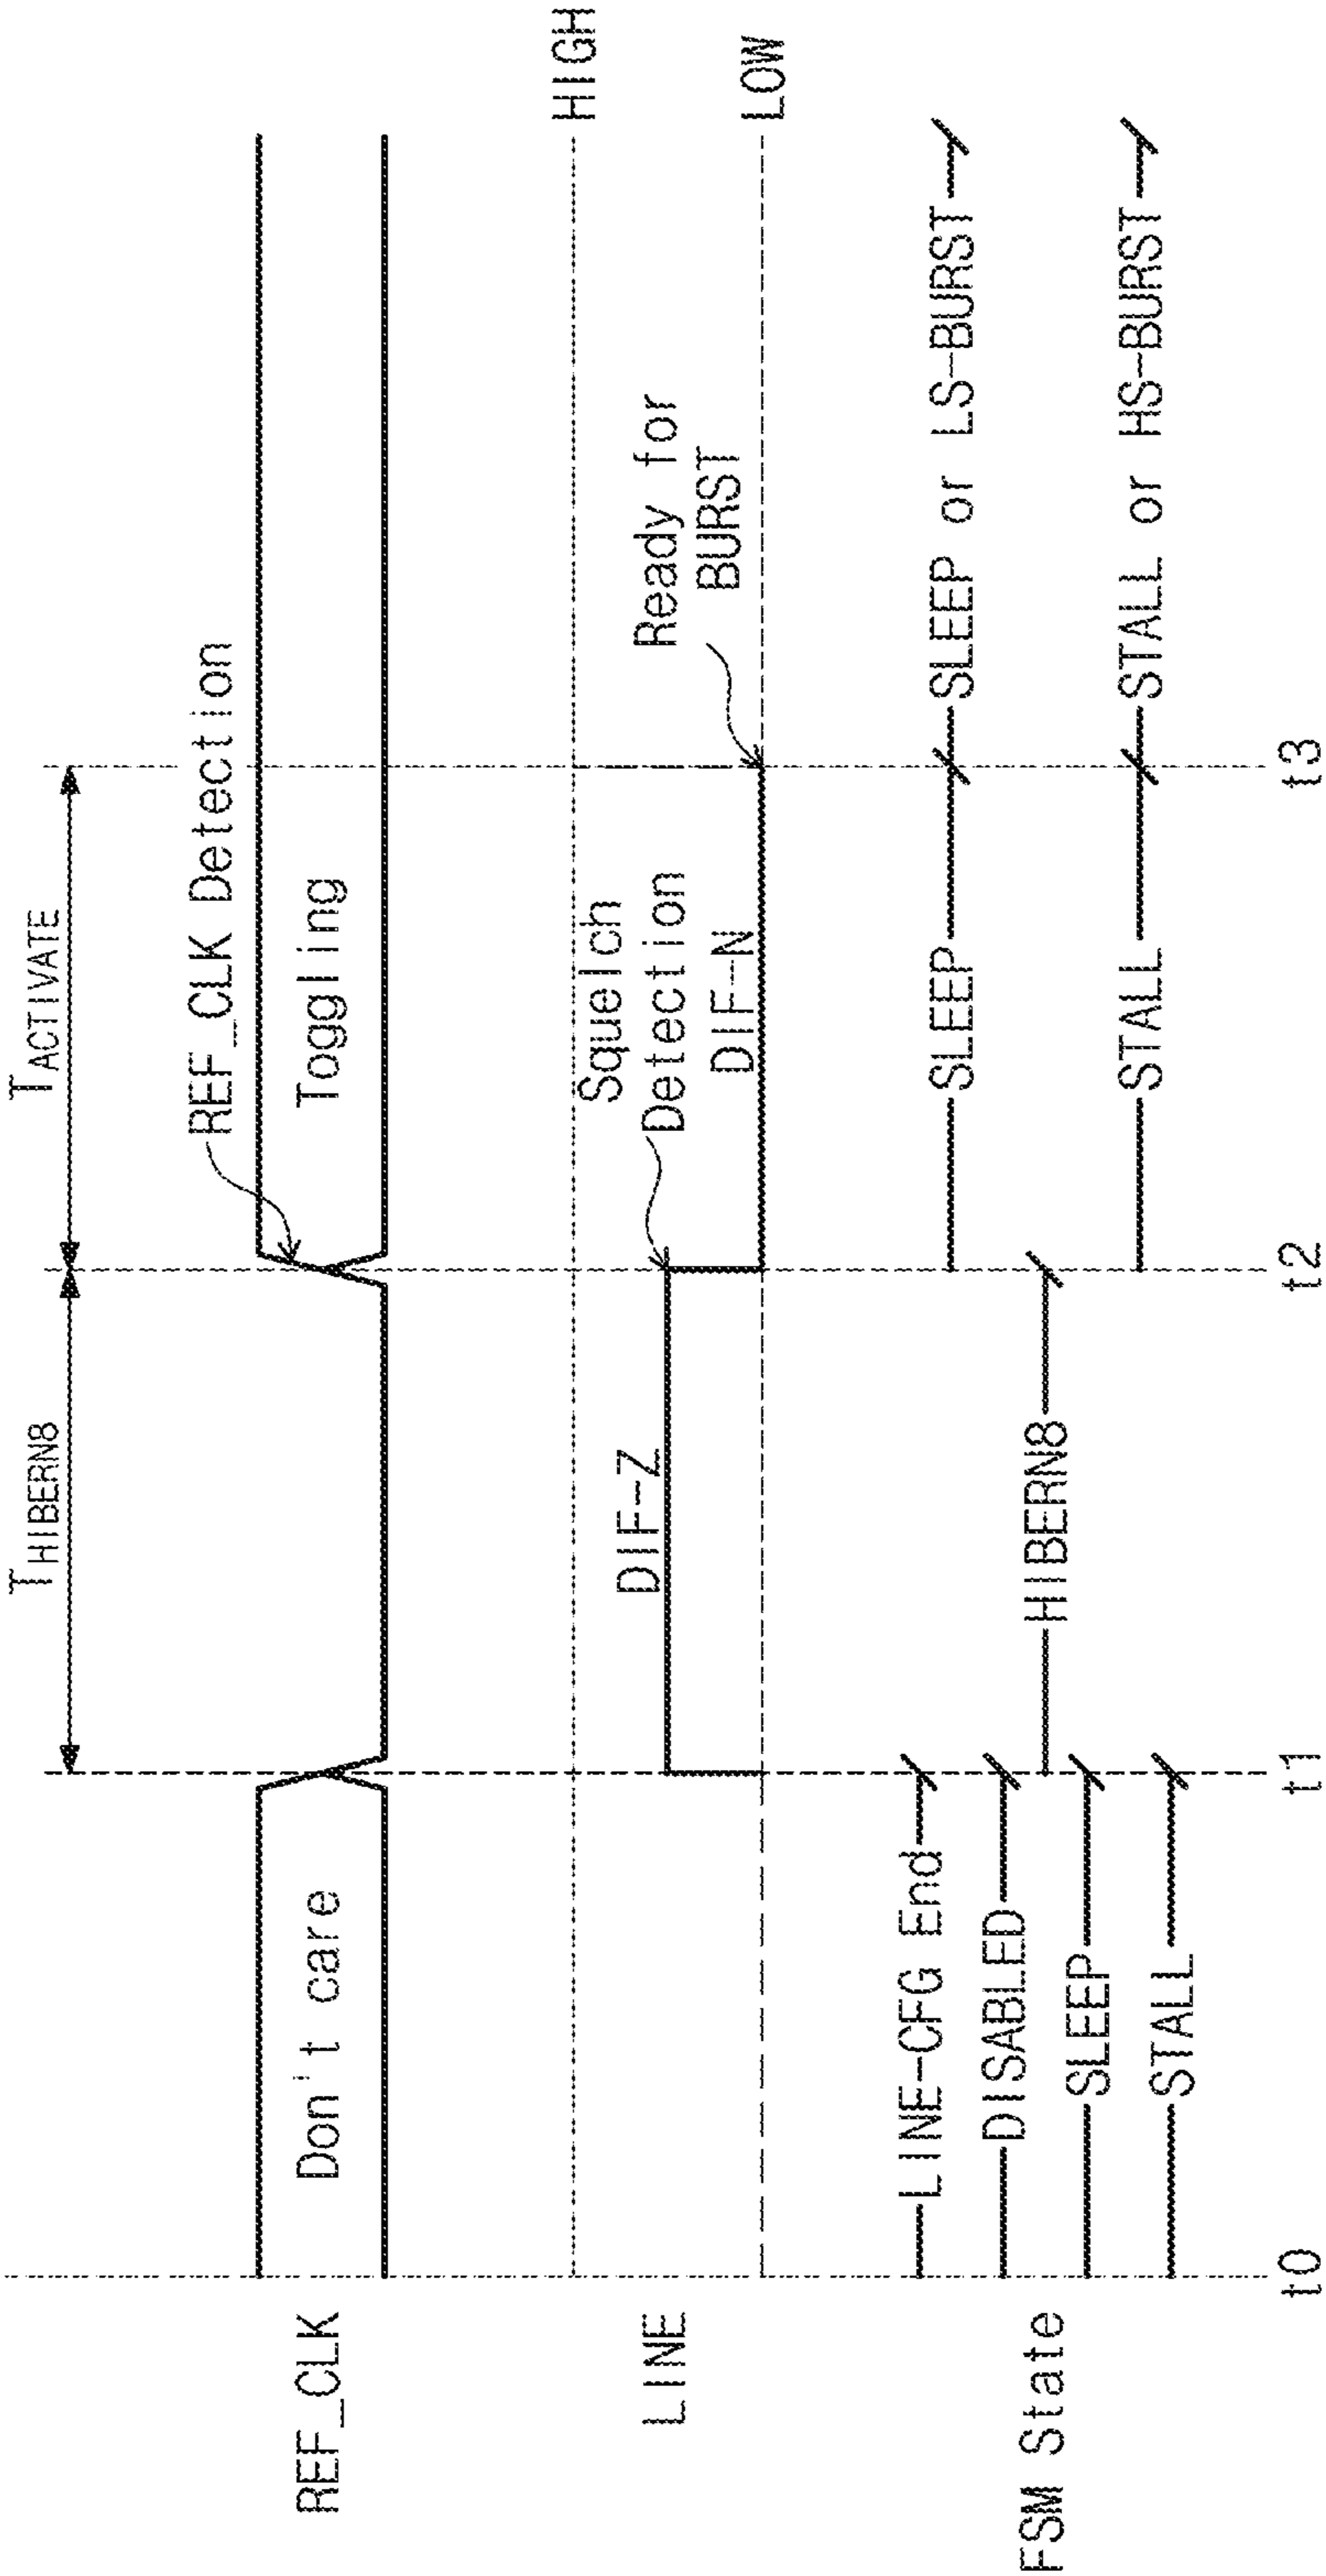 THIBERN8
TACTIVATE
REF_CLK Detection
REF_CLK
Don't care
Toggling
HIGH
LINE
DIF-Z
Squelch
Detection
DIF-N
Ready for
BURST
LOW
FSM State
LINE-CFG End
DISABLED
SLEEP
STALL
HIBERN8
SLEEP
STALL
SLEEP or LS-BURST
STALL or HS-BURST
t0
t1
t2
t3